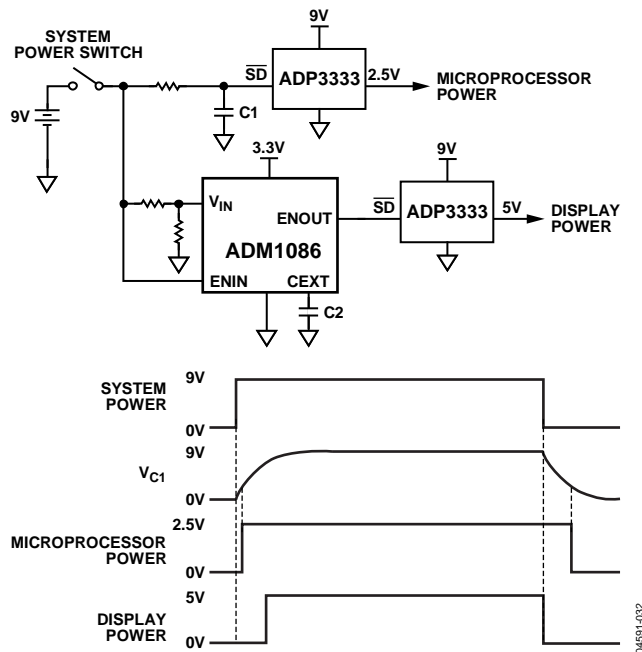 SYSTEM
POWER SWITCH
9V
9V
SD
ADP3333
2.5V
MICROPROCESSOR
POWER
C1
3.3V
9V
VIN
ENOUT
SD
ADP3333
5V
DISPLAY
POWER
ADM1086
ENIN
CEXT
C2
SYSTEM
POWER
9V
0V
VC1
9V
0V
MICROPROCESSOR
POWER
2.5V
0V
DISPLAY
POWER
5V
0V
04591-032